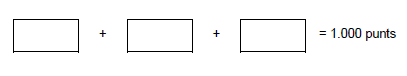 + + = 1.000 punts